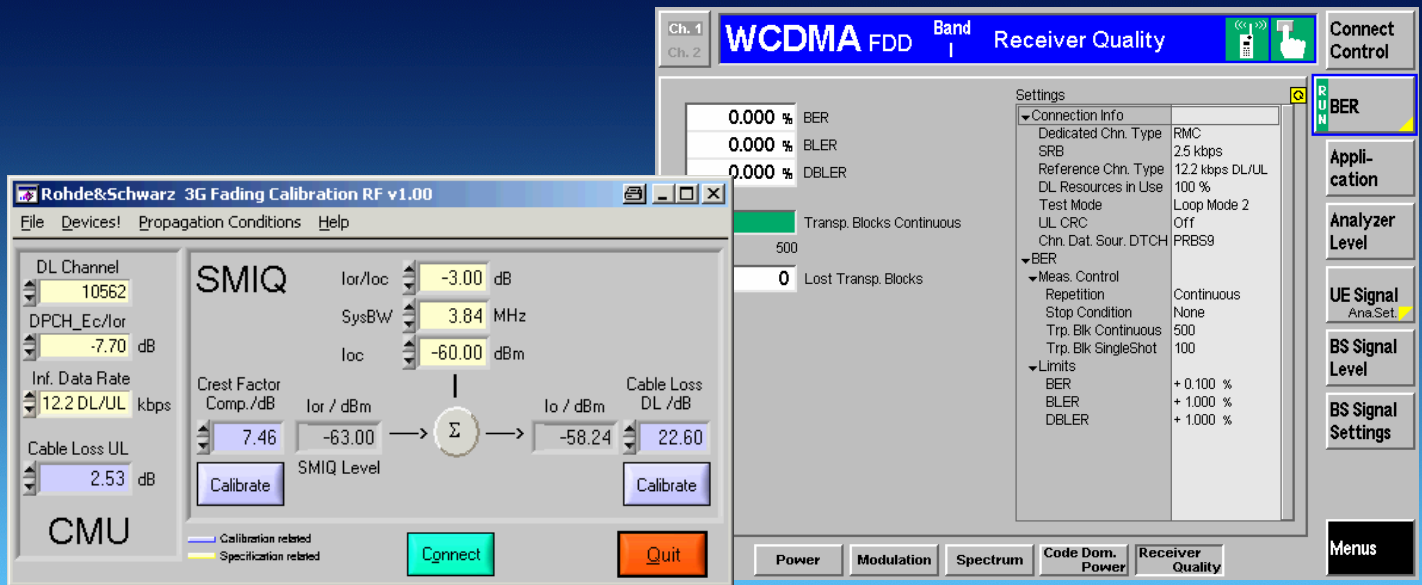 Ch. 1
Ch. 2
WCDMA FDD Band I Receiver Quality
Connect
Control
RUN BER
Appli-
cation
Analyzer
Level
UE Signal
Ana.Set.
BS Signal
Level
BS Signal
Settings
Menus
0.000 % BER
0.000 % BLER
0.000 % DBLER
Transp. Blocks Continuous
500
0 Lost Transp. Blocks
Settings
Connection Info
Dedicated Chn. Type RMC
SRB 2.5 kbps
Reference Chn. Type 12.2 kbps DL/UL
DL Resources in Use 100 %
Test Mode Loop Mode 2
UL CRC Off
Chn. Dat. Sour. DTCH PRBS9
BER
Meas. Control
Repetition Continuous
Stop Condition None
Trp. Blk Continuous 500
Trp. Blk SingleShot 100
Limits
BER + 0.100 %
BLER + 1.000 %
DBLER + 1.000 %
Power
Modulation
Spectrum
Code Dom.
Power
Receiver
Quality
Rohde&Schwarz 3G Fading Calibration RF v1.00
File Devices! Propagation Conditions Help
DL Channel
10562
DPCH_Ec/Ior
-7.70 dB
Inf. Data Rate
12.2 DL/UL kbps
Cable Loss UL
2.53 dB
CMU
SMIQ
Ior/Ioc -3.00 dB
SysBW 3.84 MHz
Ioc -60.00 dBm
Crest Factor
Comp./dB
7.46
Calibrate
Ior / dBm
-63.00
SMIQ Level
Σ
Io / dBm
-58.24
Cable Loss
DL /dB
22.60
Calibrate
Calibration related
Specification related
Connect
Quit